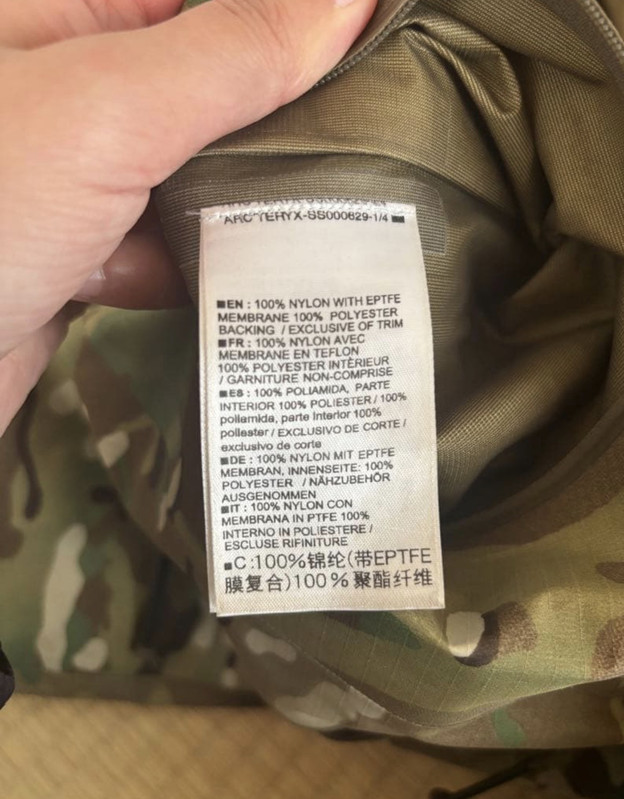 ARC'TERYX-SS000629-1/4
■EN : 100% NYLON WITH EPTFE
MEMBRANE 100% POLYESTER
BACKING / EXCLUSIVE OF TRIM
■FR : 100% NYLON AVEC
MEMBRANE EN TEFLON
100% POLYESTER INTÈRIEUR
/ GARNITURE NON-COMPRISE
■ES : 100% POLIAMIDA, PARTE
INTERIOR 100% POLIESTER / 100%
poliamida, parte Interior 100%
poliester / EXCLUSIVO DE CORTE /
exclusivo de corte
■DE : 100% NYLON MIT EPTFE
MEMBRAN, INNENSEITE: 100%
POLYESTER / NÄHZUBEHÖR
AUSGENOMMEN
■IT : 100% NYLON CON
MEMBRANA IN PTFE 100%
INTERNO IN POLIESTERE /
ESCLUSE RIFINITURE
■C:100%锦纶(带EPTFE
膜复合)100%聚酯纤维